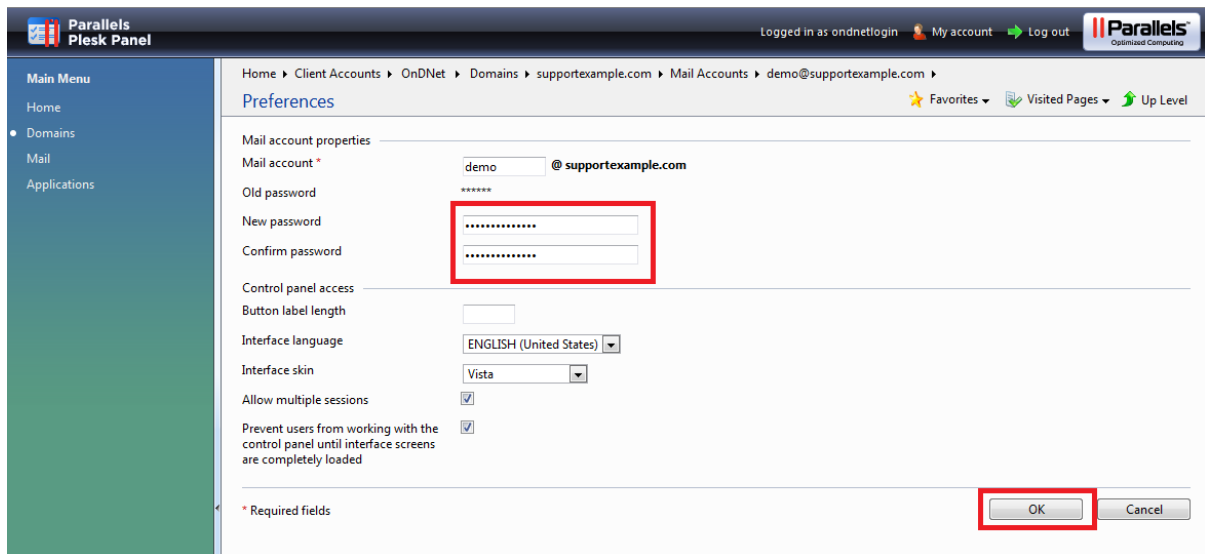 Parallels
Plesk Panel
Logged in as ondnetlogin My account Log out
Parallels™
Optimized Computing
Main Menu
Home
Domains
Mail
Applications
Home Client Accounts OnDNet Domains supportexample.com Mail Accounts demo@supportexample.com
Preferences
Favorites Visited Pages Up Level
Mail account properties
Mail account * demo @ supportexample.com
Old password ******
New password ••••••••••••••
Confirm password ••••••••••••••
Control panel access
Button label length
Interface language ENGLISH (United States)
Interface skin Vista
Allow multiple sessions
Prevent users from working with the
control panel until interface screens
are completely loaded
* Required fields OK Cancel